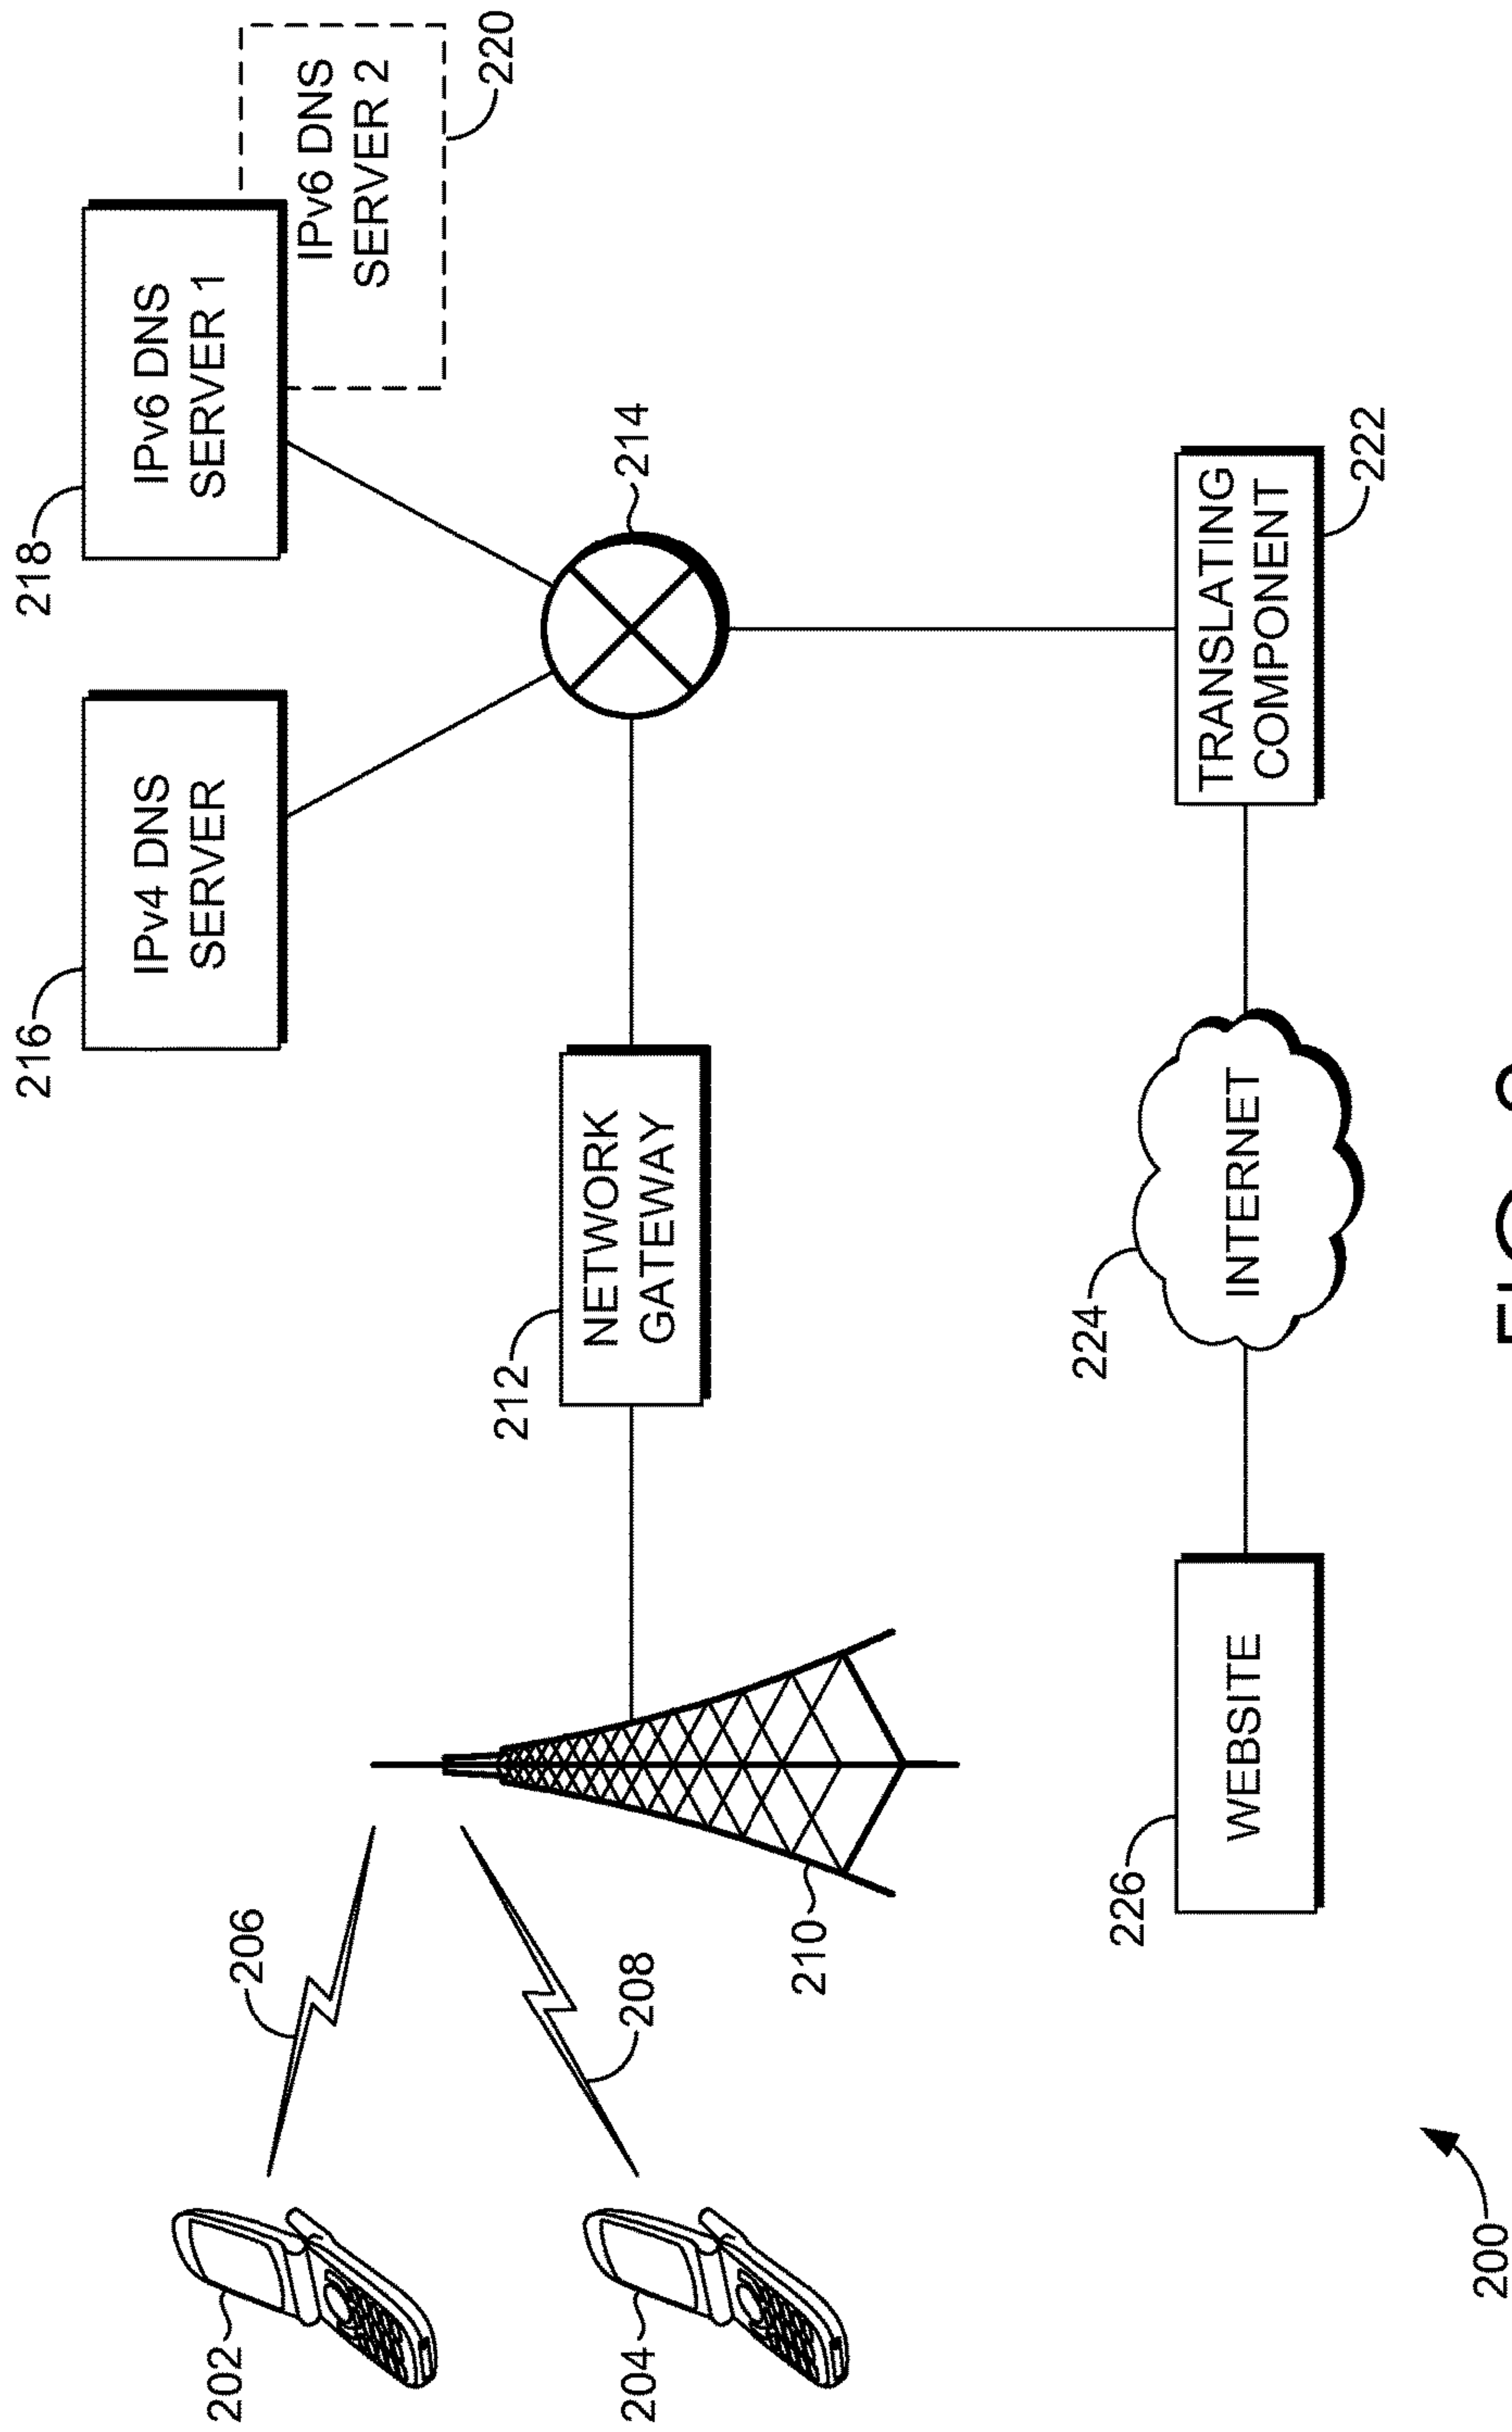 202
204
206
208
210
212
NETWORK
GATEWAY
214
216
IPv4 DNS
SERVER
218
IPv6 DNS
SERVER 1
IPv6 DNS
SERVER 2
220
TRANSLATING
COMPONENT
222
224
INTERNET
226
WEBSITE
200